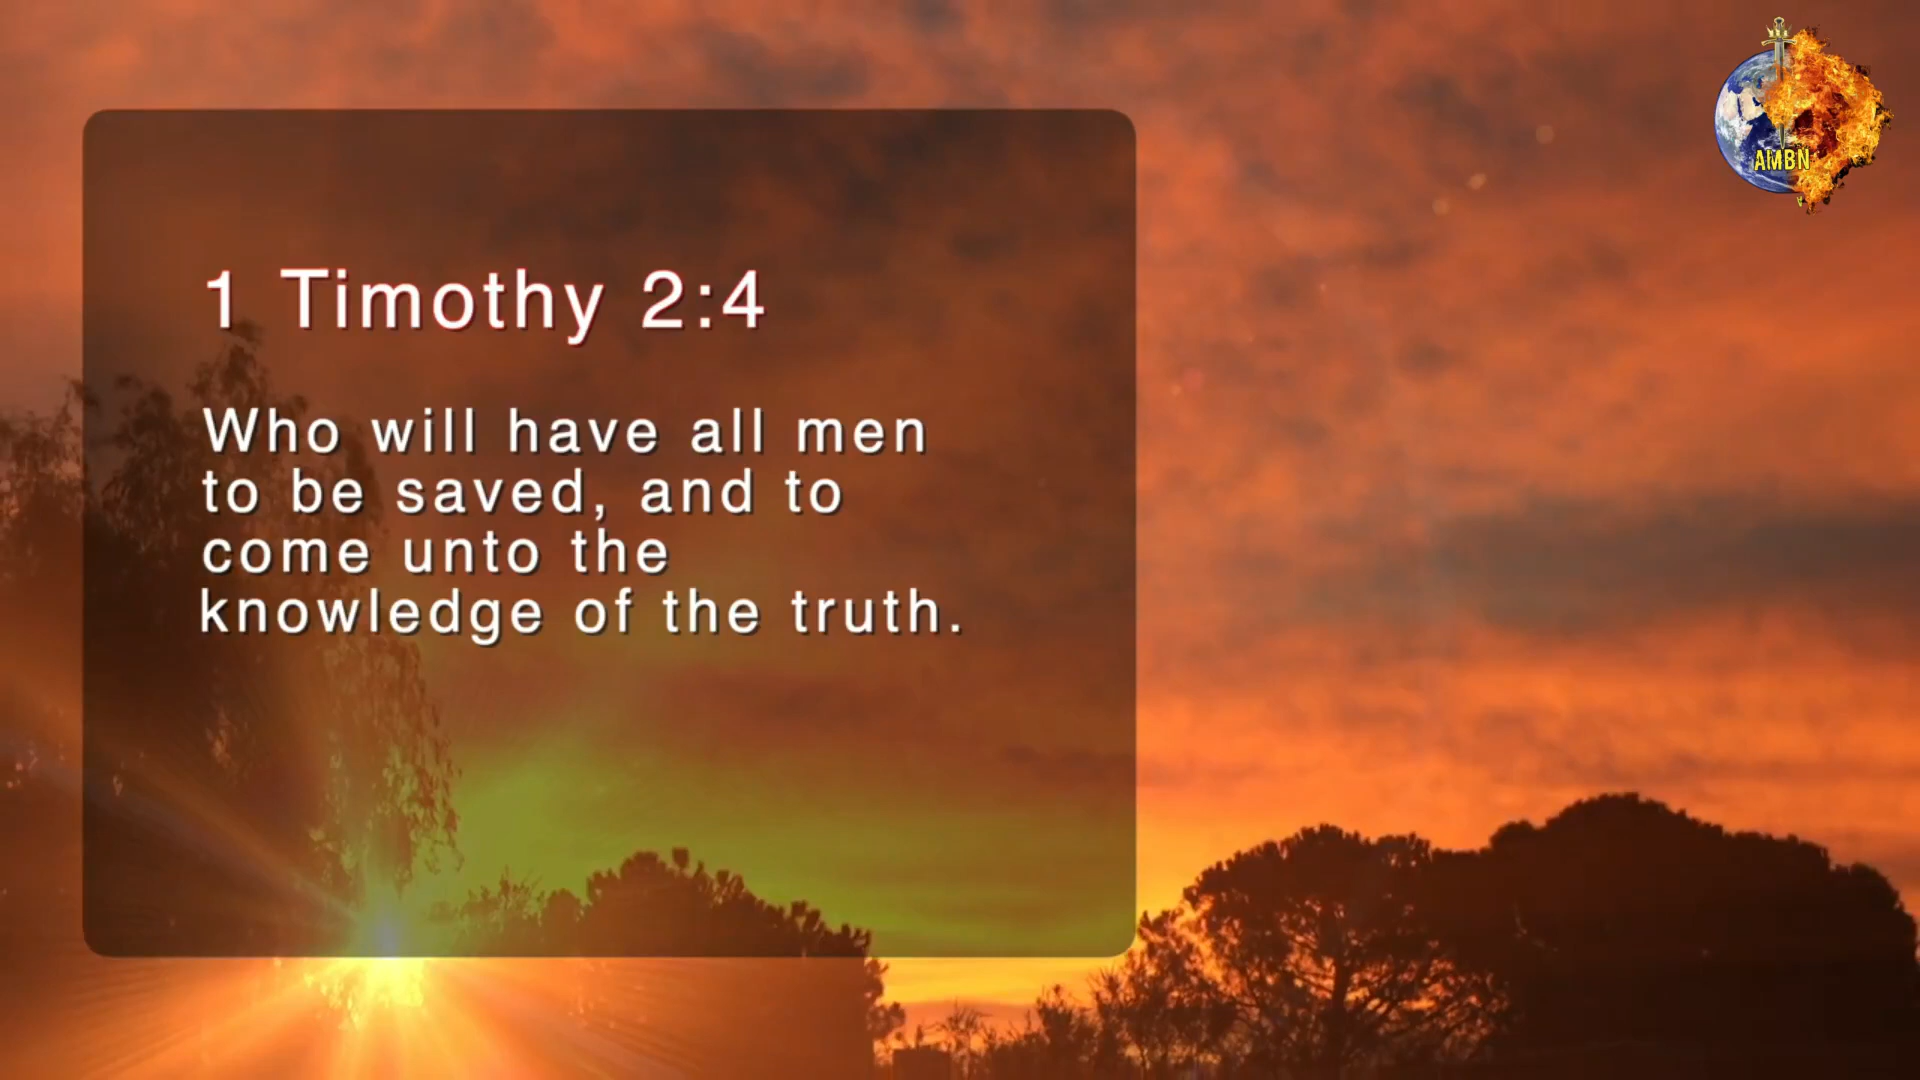 AMBN
1 Timothy 2:4
Who will have all men
to be saved, and to
come unto the
knowledge of the truth.